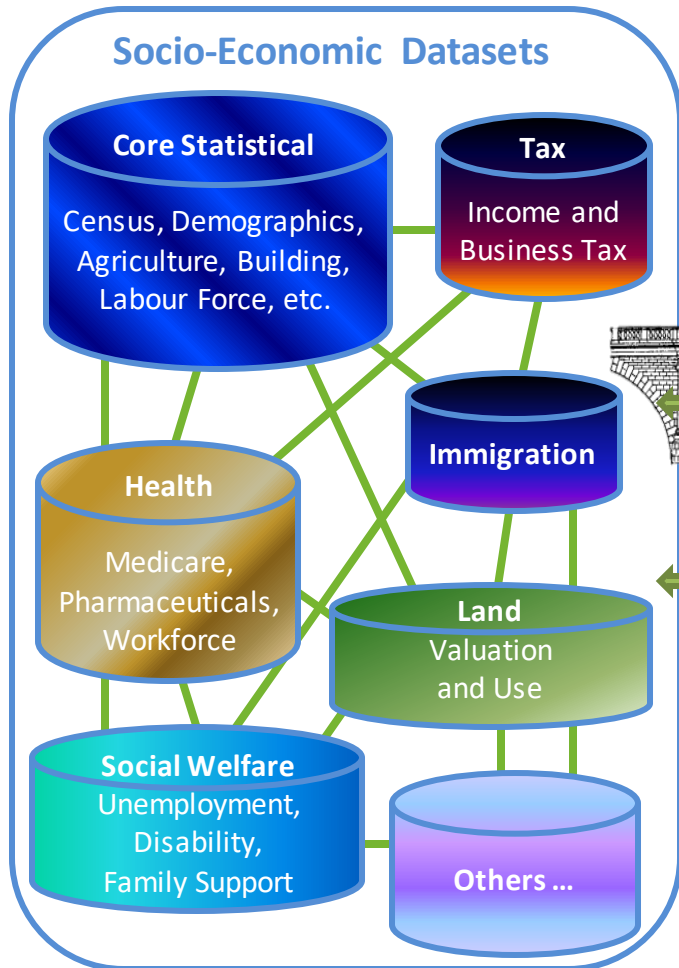 Socio-Economic Datasets
Core Statistical
Census, Demographics,
Agriculture, Building,
Labour Force, etc.
Tax
Income and
Business Tax
Immigration
Health
Medicare,
Pharmaceuticals,
Workforce
Land
Valuation
and Use
Social Welfare
Unemployment,
Disability,
Family Support
Others ...